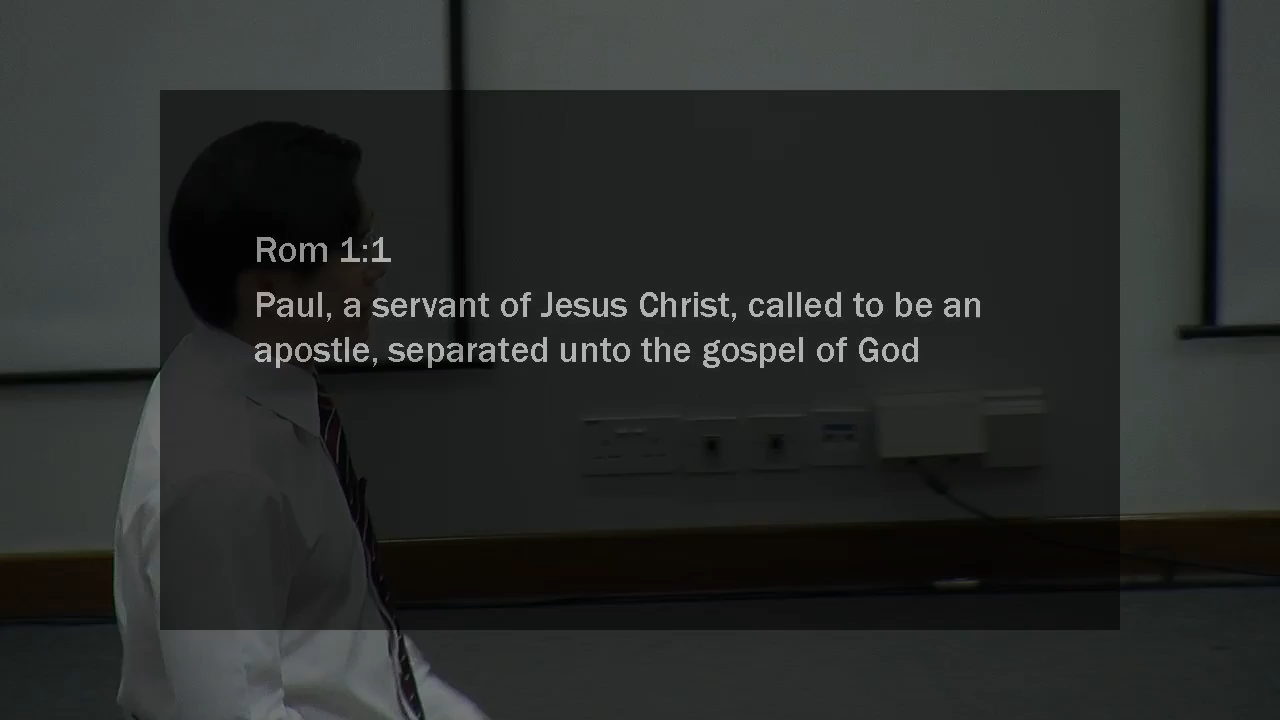 Rom 1:1
Paul, a servant of Jesus Christ, called to be an
apostle, separated unto the gospel of God